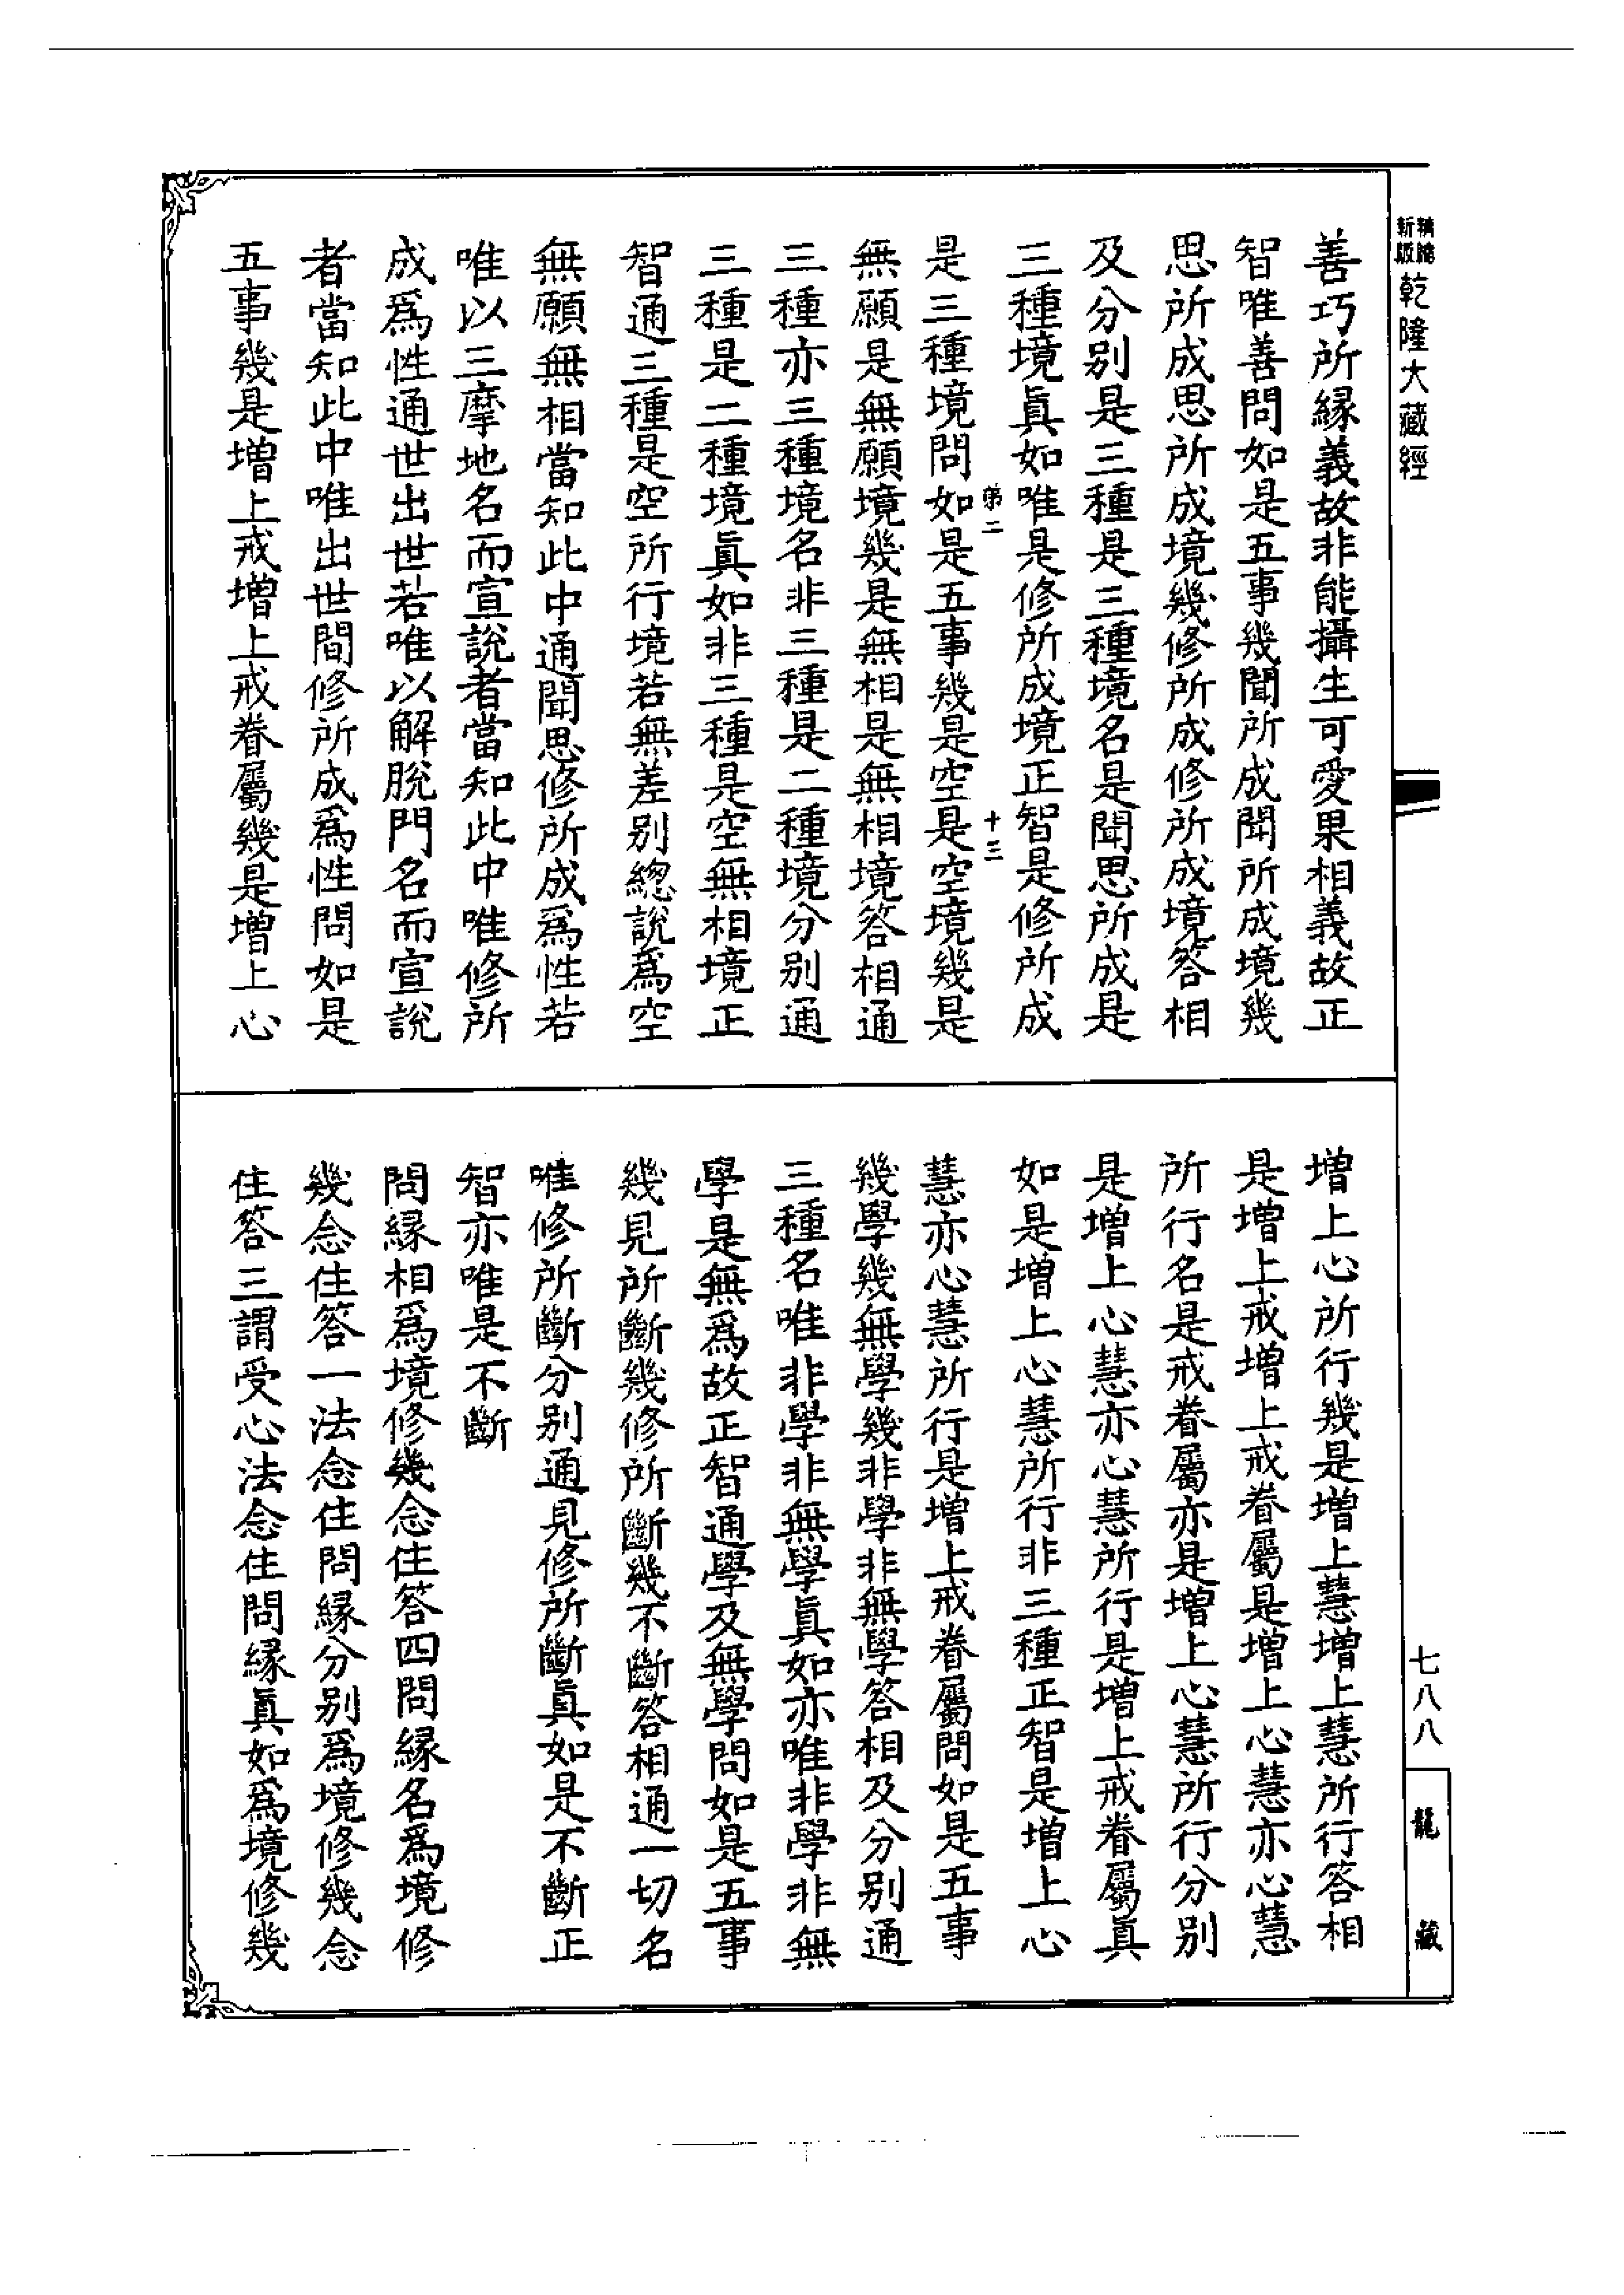 新版
精縮
乾隆大藏經
善巧所緣義故非能攝生可愛果相義故正
智唯善問如是五事幾聞所成聞所成境幾
思所成思所成境幾修所成修所成境答相
及分別是三種是三種境名是聞思所成是
三種境眞如唯是修所成境正智是修所成
第二
十三
是三種境問如是五事幾是空是空境幾是
無願是無願境幾是無相是無相境答相通
三種亦三種境名非三種是二種境分別通
三種是二種境眞如非三種是空無相境正
智通三種是空所行境若無差別總說爲空
無願無相當知此中通聞思修所成爲性若
唯以三摩地名而宣說者當知此中唯修所
成爲性通世出世若唯以解脫門名而宣說
者當知此中唯出世間修所成爲性問如是
五事幾是增上戒增上戒眷屬幾是增上心
增上心所行幾是增上慧增上慧所行答相
是增上戒增上戒眷屬是增上心慧亦心慧
所行名是戒眷屬亦是增上心慧所行分別
是增上心慧亦心慧所行是增上戒眷屬眞
如是增上心慧所行非三種正智是增上心
慧亦心慧所行是增上戒眷屬問如是五事
幾學幾無學幾非學非無學答相及分別通
三種名唯非學非無學眞如亦唯非學非無
學是無爲故正智通學及無學問如是五事
幾見所斷幾修所斷幾不斷答相通一切名
唯修所斷分別通見修所斷眞如是不斷正
智亦唯是不斷
問緣相爲境修幾念住答四問緣名爲境修
幾念住答一法念住問緣分別爲境修幾念
住答三謂受心法念住問緣眞如爲境修幾
七八八
龍藏